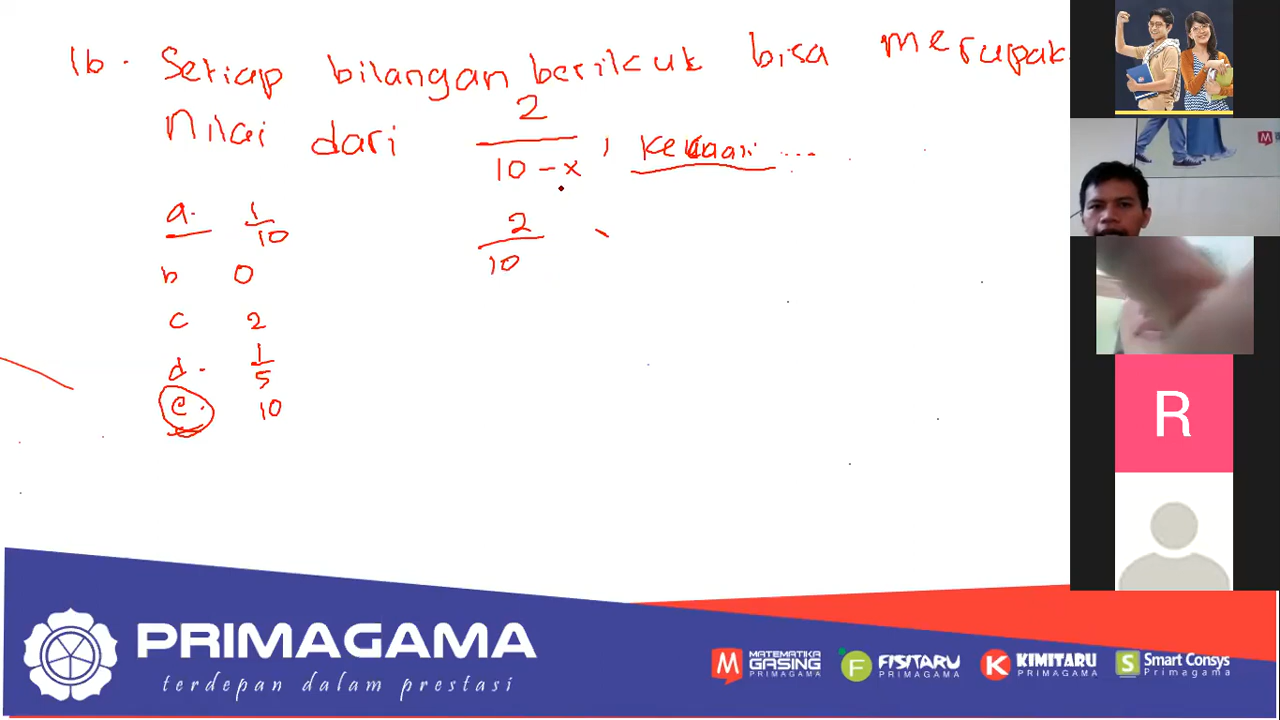 16. Setiap bilangan berikut bisa merupak
Nilai dari 2/(10-x), kecuali ...
a. 1/10
2/10
b 0
c 2
d. 1/5
e. 10
R
PRIMAGAMA
terdepan dalam prestasi
M MATEMATIKA GASING PRIMAGAMA
F FISITARU PRIMAGAMA
K KIMITARU PRIMAGAMA
S Smart Consys Primagama